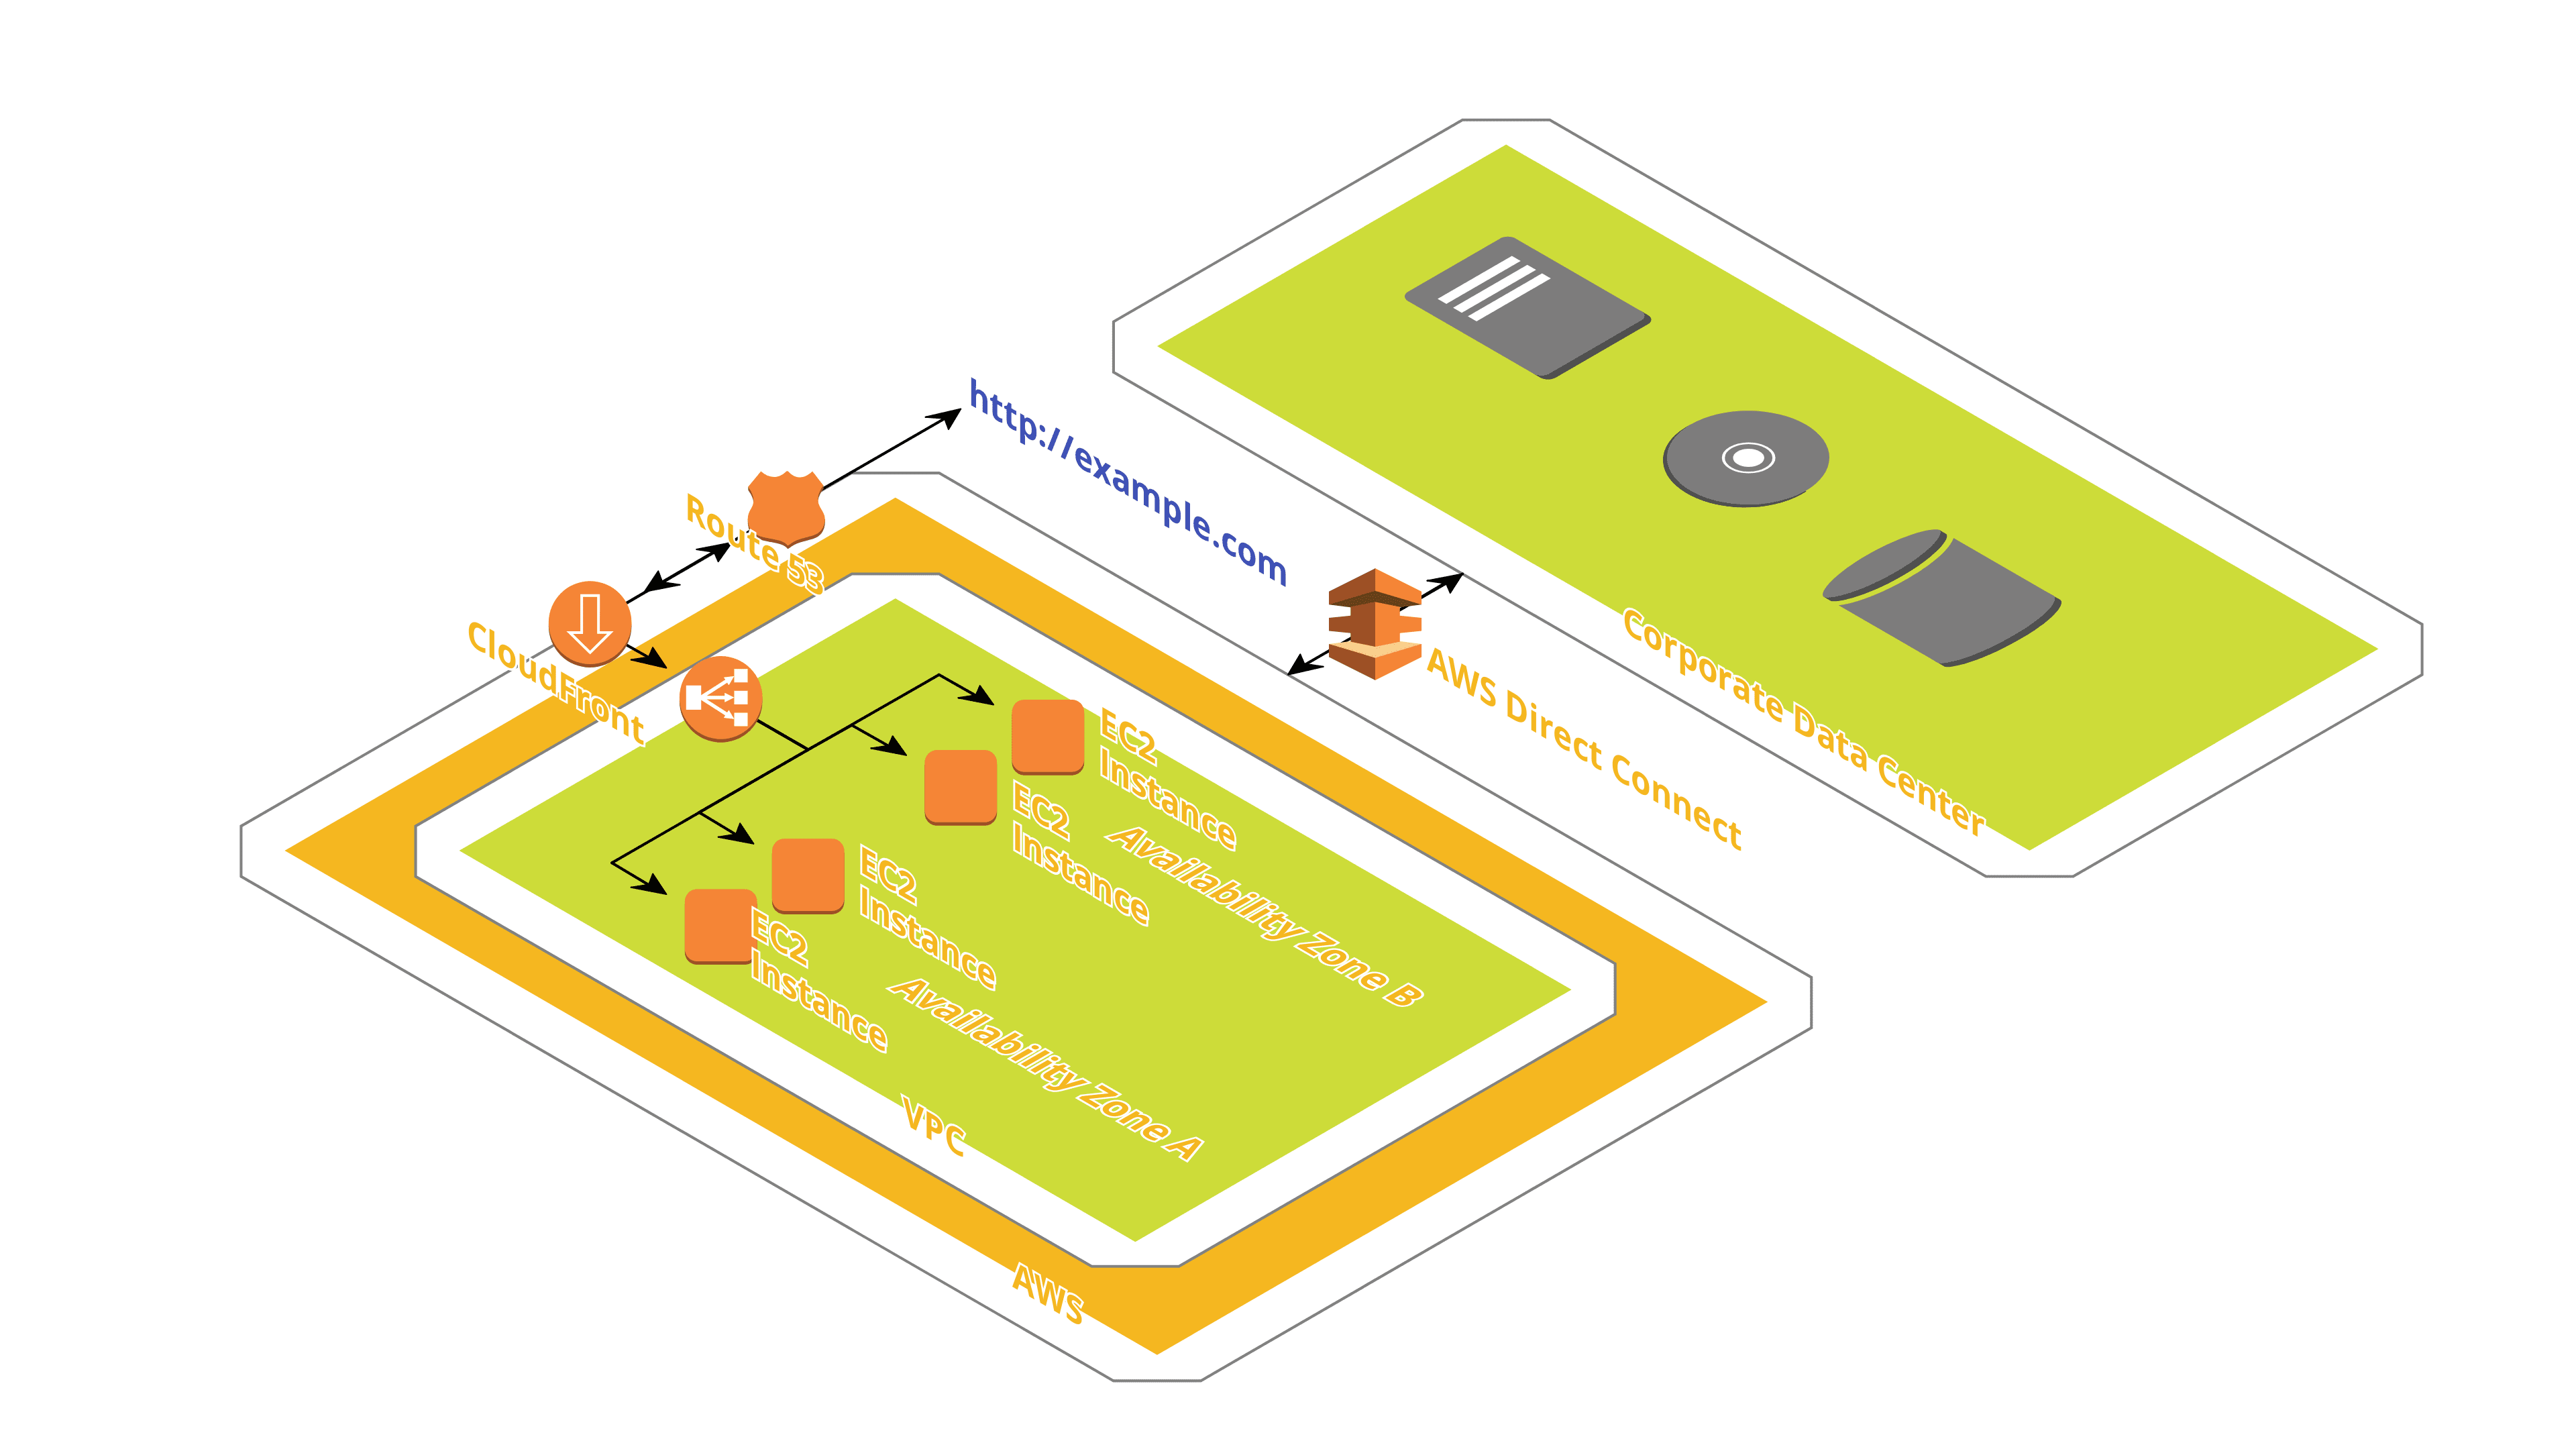 http://example.com
Route 53
CloudFront
AWS Direct Connect
Corporate Data Center
EC2
Instance
EC2
Instance
Availability Zone B
EC2
Instance
EC2
Instance
Availability Zone A
VPC
AWS